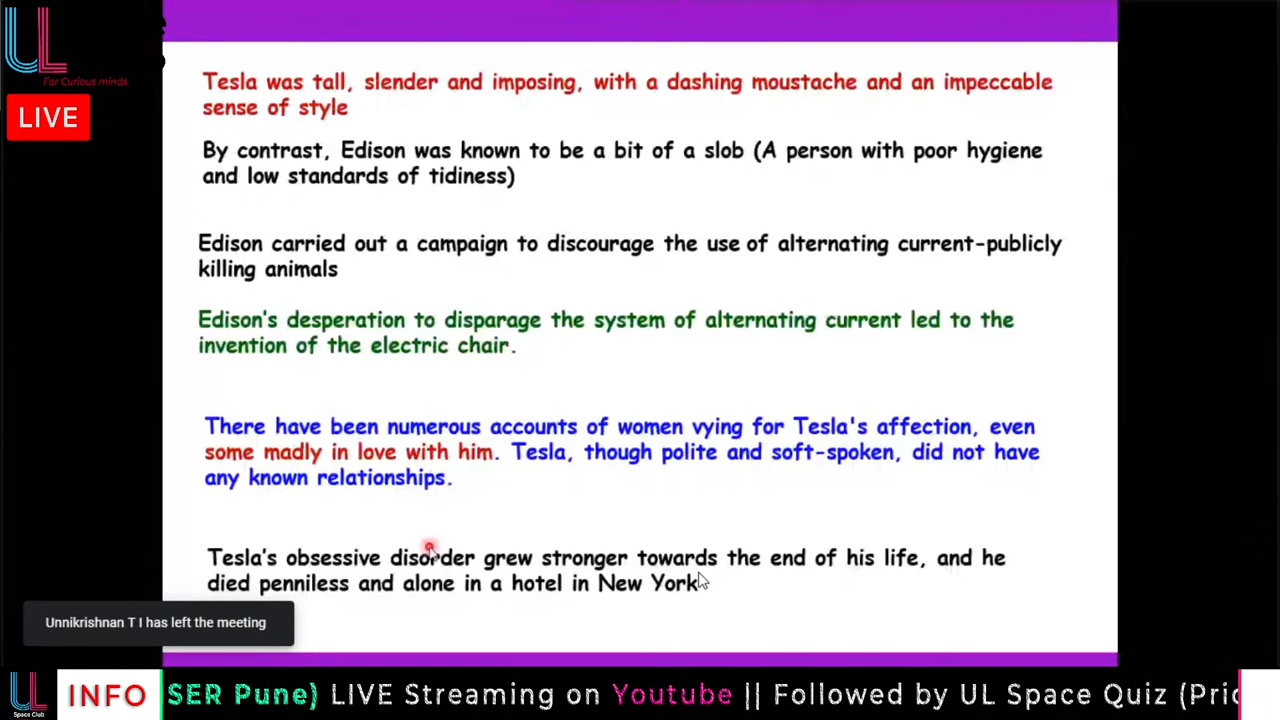 UL
For Curious minds
LIVE
Tesla was tall, slender and imposing, with a dashing moustache and an impeccable
sense of style
By contrast, Edison was known to be a bit of a slob (A person with poor hygiene
and low standards of tidiness)
Edison carried out a campaign to discourage the use of alternating current-publicly
killing animals
Edison's desperation to disparage the system of alternating current led to the
invention of the electric chair.
There have been numerous accounts of women vying for Tesla's affection, even
some madly in love with him. Tesla, though polite and soft-spoken, did not have
any known relationships.
Tesla's obsessive disorder grew stronger towards the end of his life, and he
died penniless and alone in a hotel in New York
Unnikrishnan T I has left the meeting
UL
Space Club
INFO
SER Pune) LIVE Streaming on Youtube || Followed by UL Space Quiz (Pri